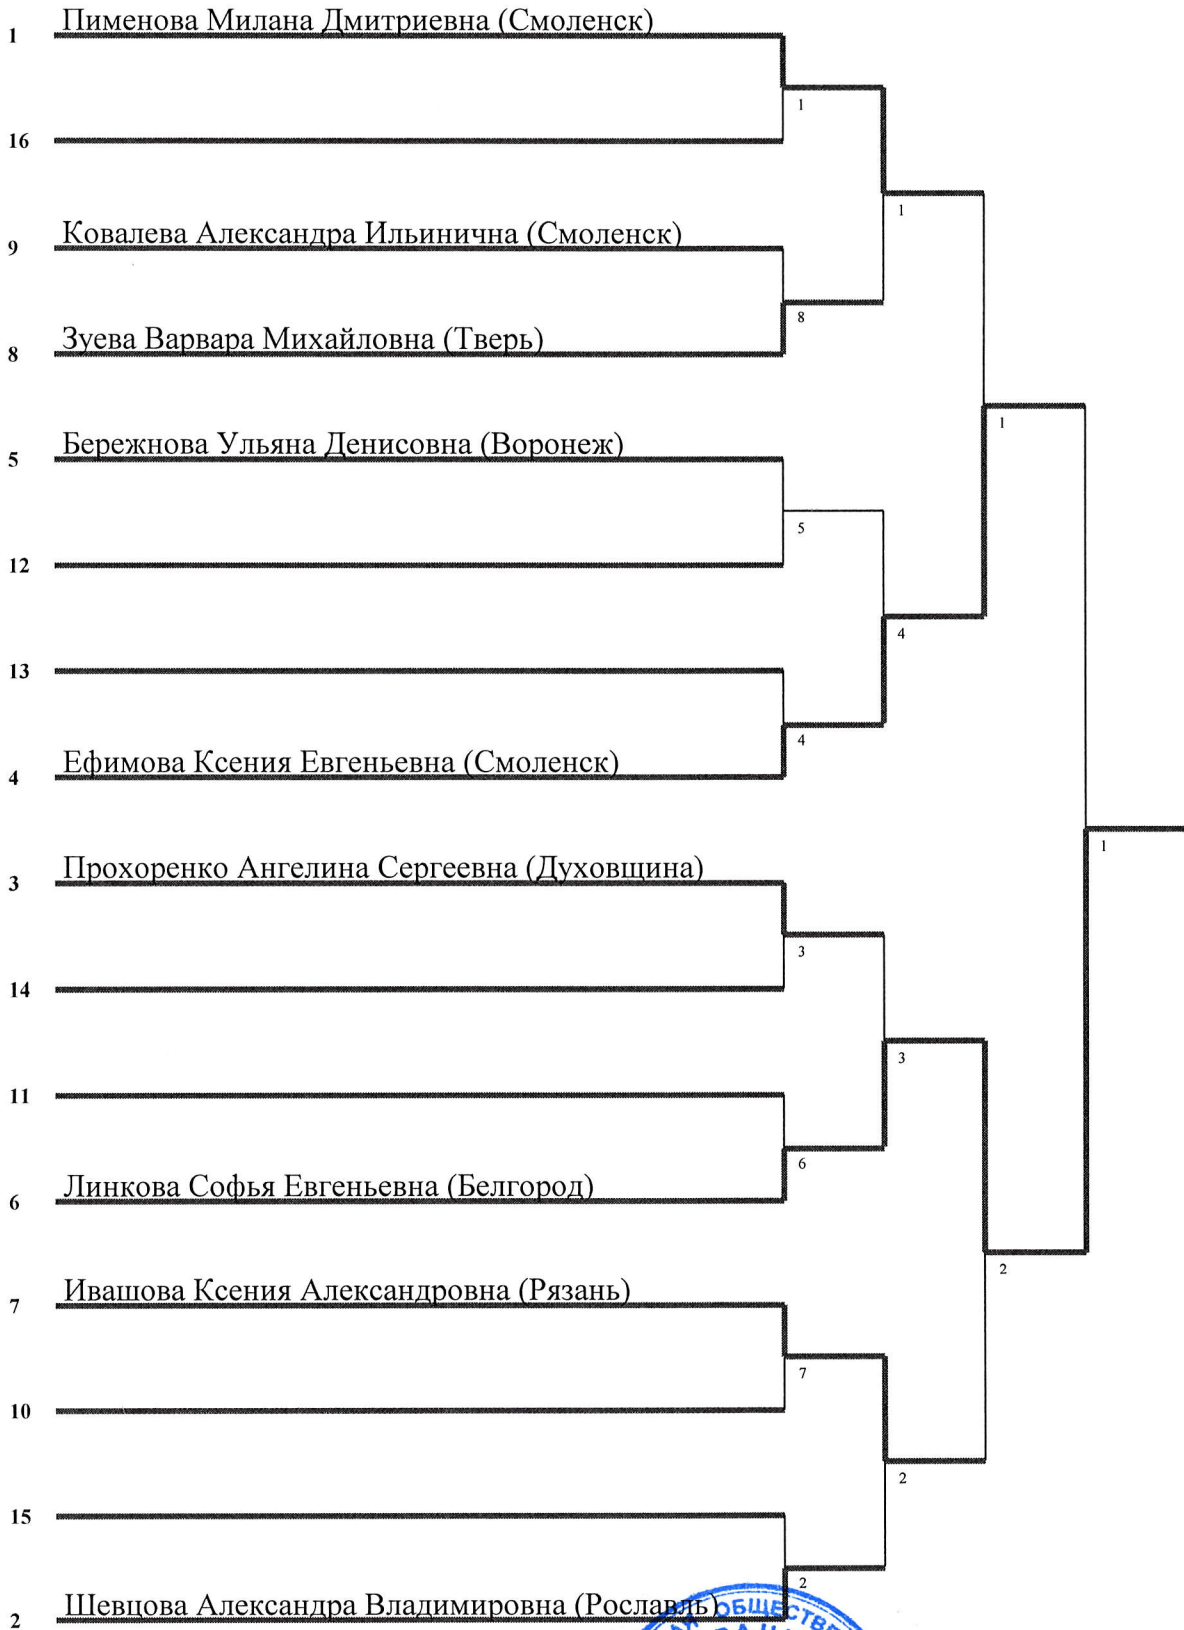 1 Пименова Милана Дмитриевна (Смоленск)
1
16
1
9 Ковалева Александра Ильинична (Смоленск)
8
8 Зуева Варвара Михайловна (Тверь)
1
5 Бережнова Ульяна Денисовна (Воронеж)
5
12
4
13
4
4 Ефимова Ксения Евгеньевна (Смоленск)
1
3 Прохоренко Ангелина Сергеевна (Духовщина)
3
14
3
11
6
6 Линкова Софья Евгеньевна (Белгород)
2
7 Ивашова Ксения Александровна (Рязань)
7
10
2
15
2
2 Шевцова Александра Владимировна (Рославль)